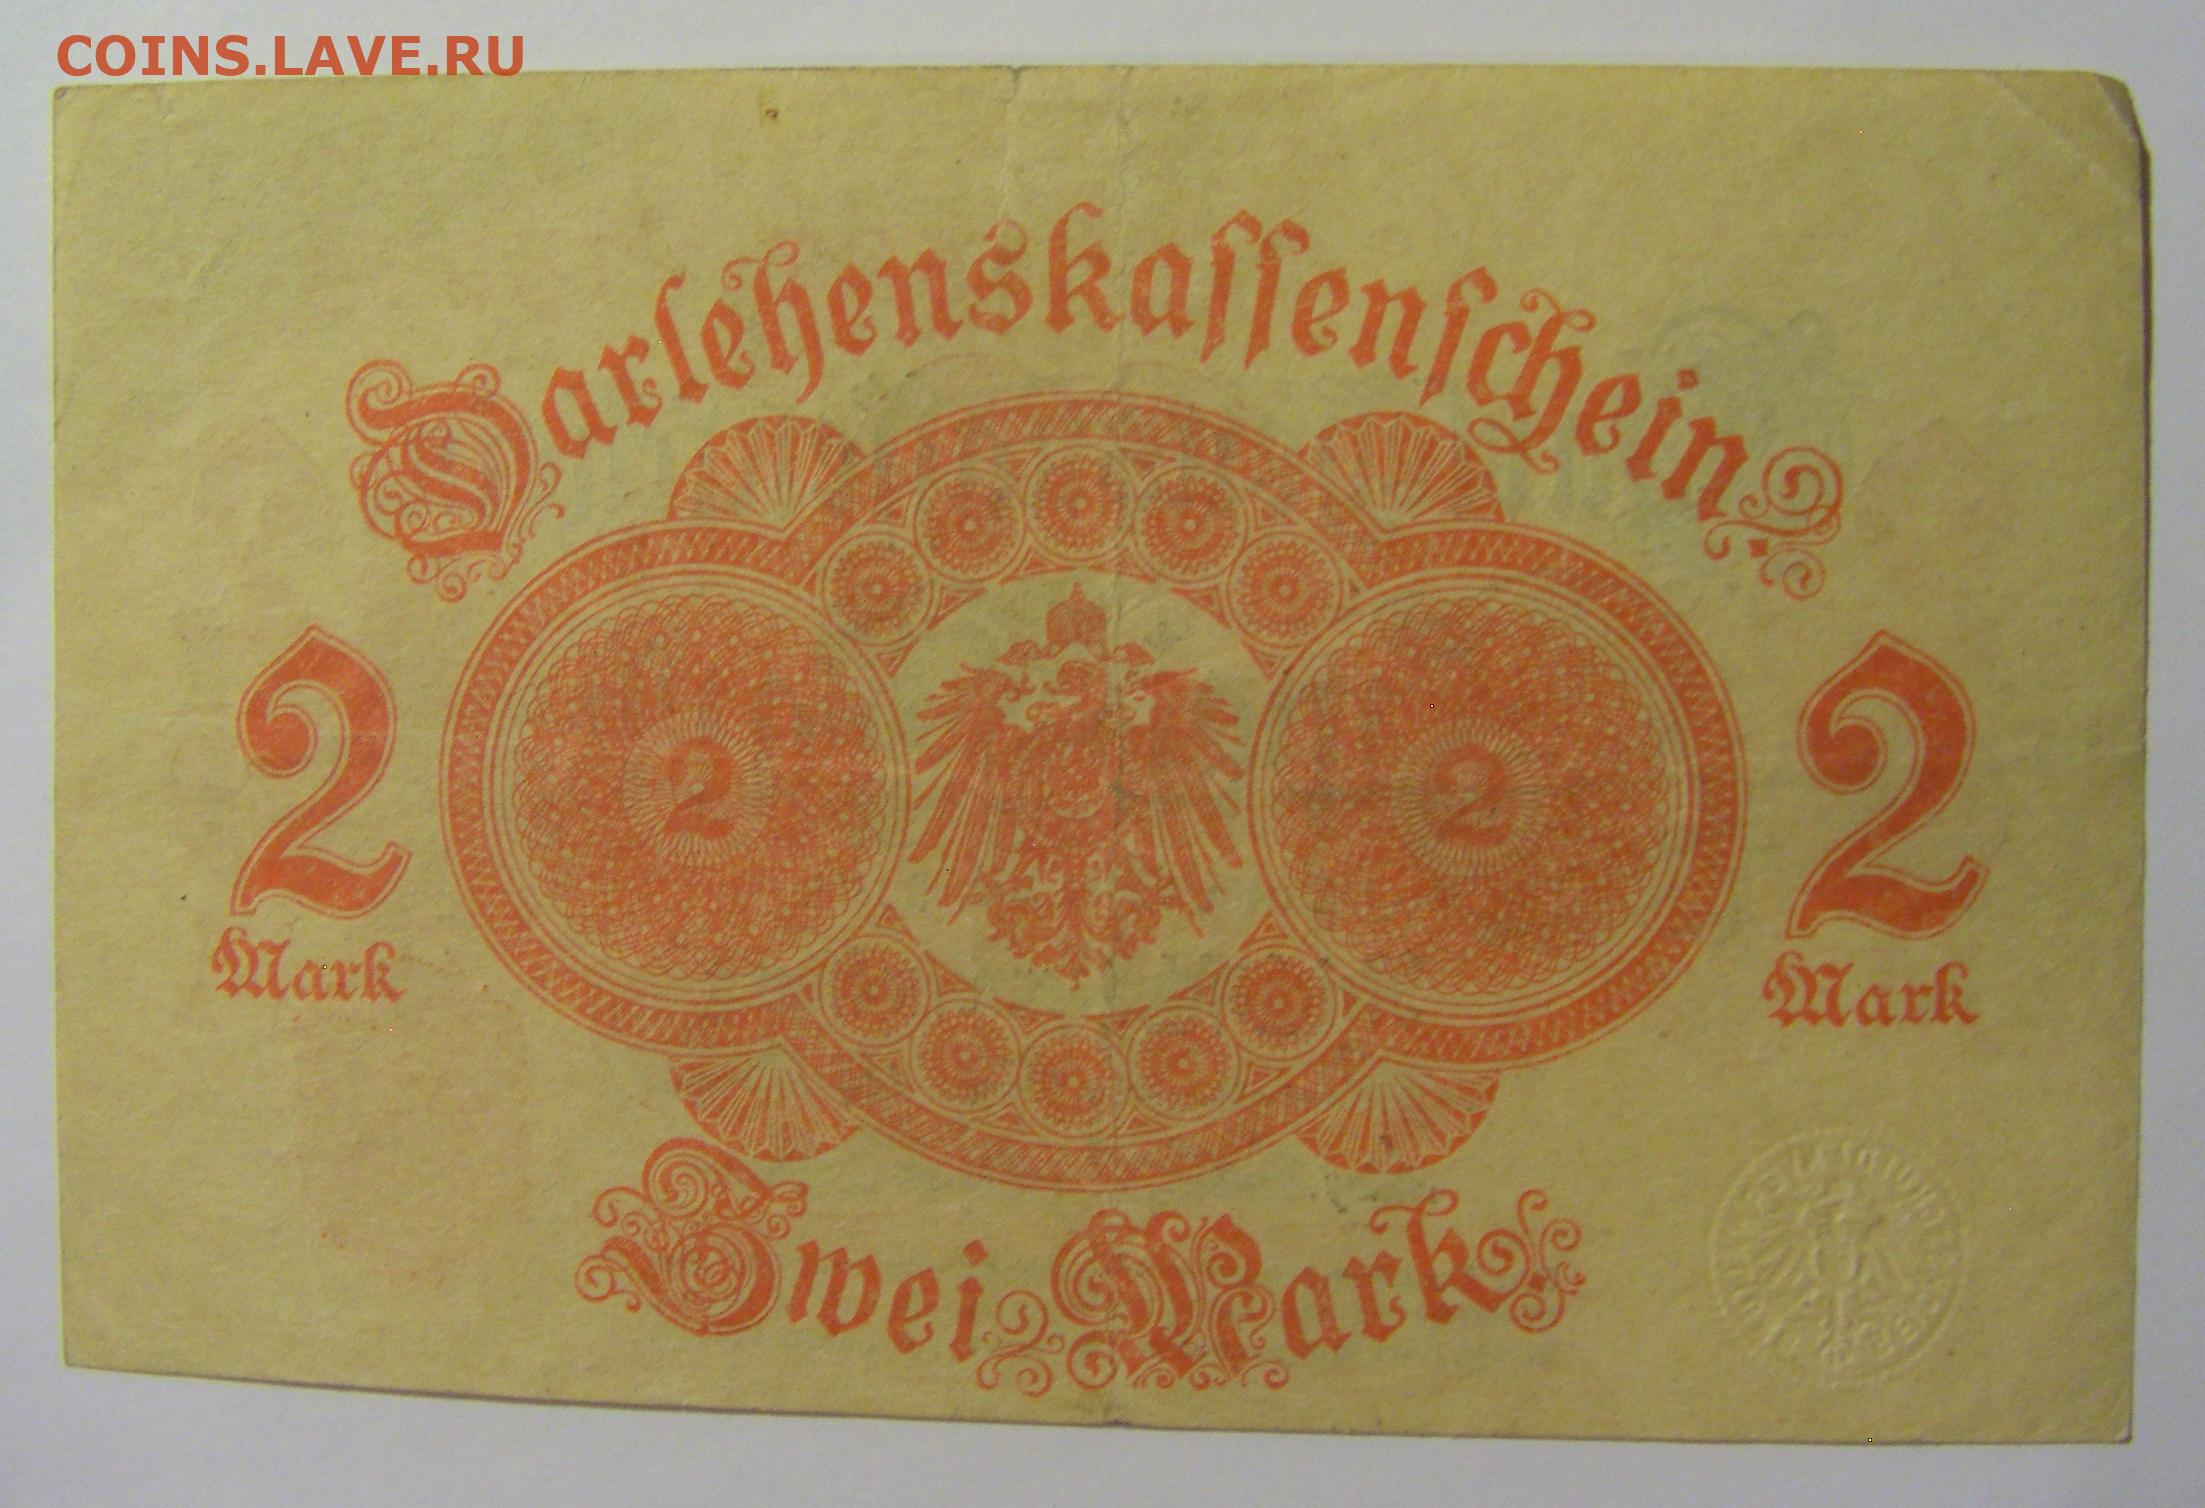 COINS.LAVE.RU
Darlehenskassenschein
2 2 2 2
Mark Mark
Zwei Mark